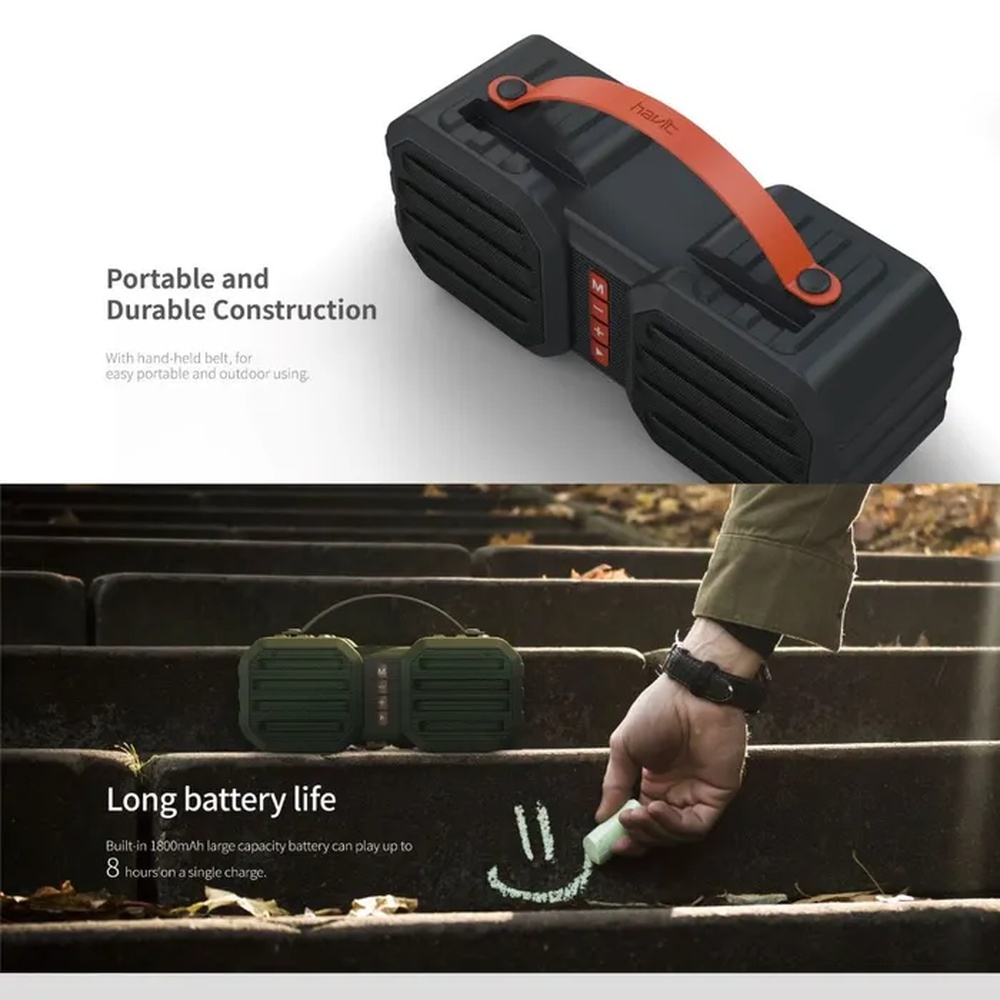 havit
M
Portable and
Durable Construction
With hand-held belt, for
easy portable and outdoor using.
M
Long battery life
Built-in 1800mAh large capacity battery can play up to
8 hours on a single charge.